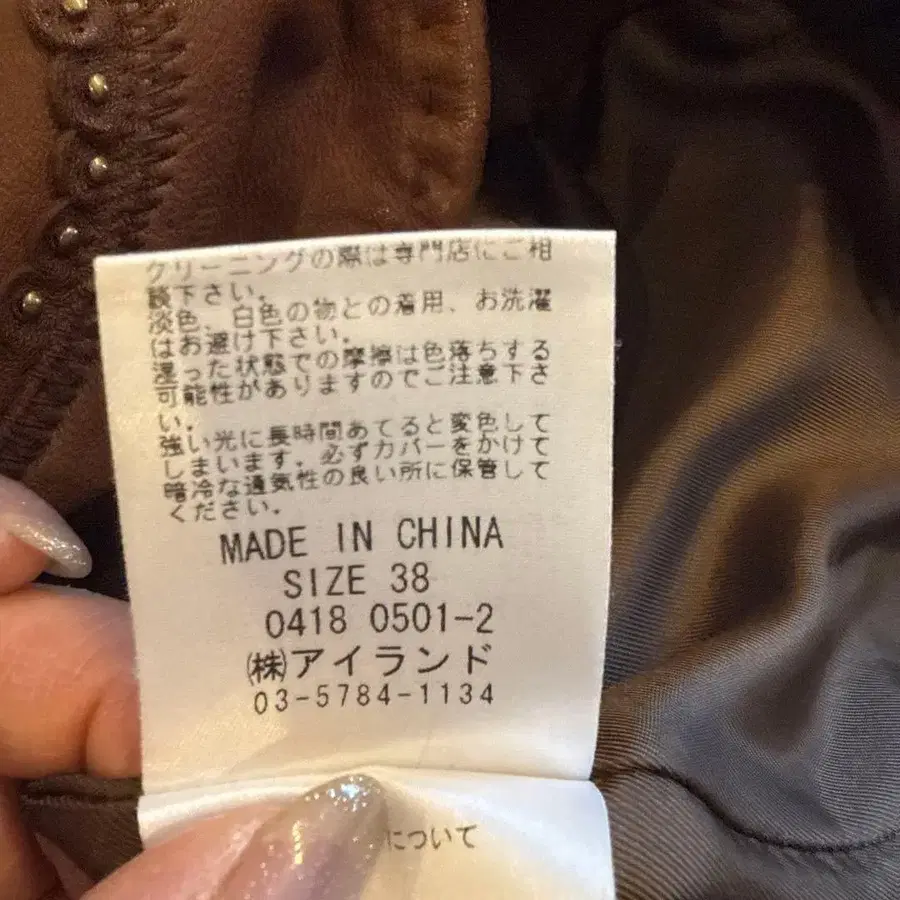 クリーニングの際は専門店にご相
談下さい。
淡色、白色の物との着用、お洗濯
はお避け下さい。
湿った状態での摩擦は色落ちする
可能性がありますのでご注意下さ
い。
強い光に長時間あてると変色して
しまいます。必ずカバーをかけて
暗冷な通気性の良い所に保管して
ください。
MADE IN CHINA
SIZE 38
0418 0501-2
㈱アイランド
03-5784-1134
について